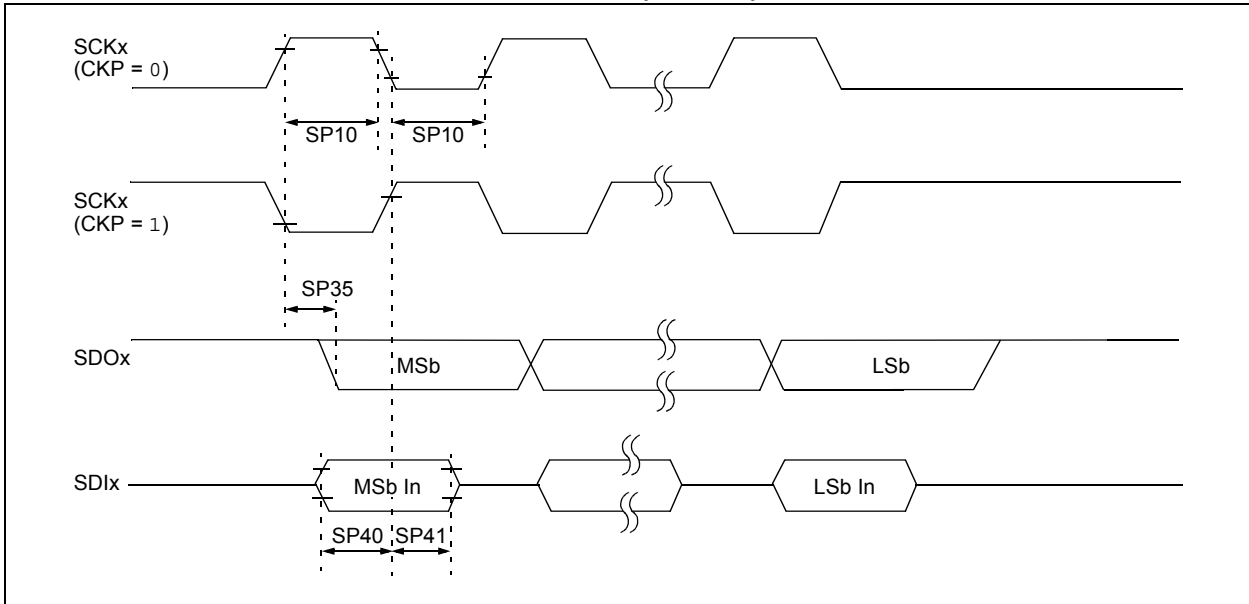 SCKx
(CKP = 0)
SP10
SP10
SCKx
(CKP = 1)
SP35
SDOx
MSb
LSb
SDIx
MSb In
LSb In
SP40
SP41